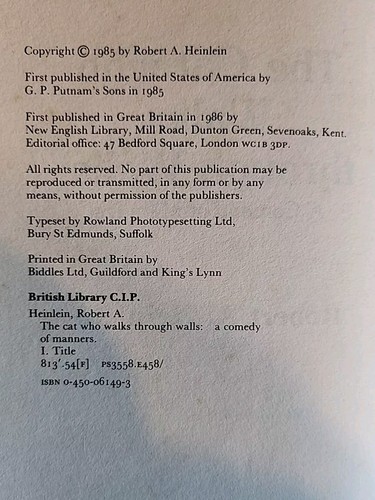 Copyright © 1985 by Robert A. Heinlein
First published in the United States of America by
G. P. Putnam's Sons in 1985
First published in Great Britain in 1986 by
New English Library, Mill Road, Dunton Green, Sevenoaks, Kent.
Editorial office: 47 Bedford Square, London WC1B 3DP.
All rights reserved. No part of this publication may be
reproduced or transmitted, in any form or by any
means, without permission of the publishers.
Typeset by Rowland Phototypesetting Ltd,
Bury St Edmunds, Suffolk
Printed in Great Britain by
Biddles Ltd, Guildford and King's Lynn
British Library C.I.P.
Heinlein, Robert A.
The cat who walks through walls: a comedy
of manners.
I. Title
813'.54[F] PS3558.E458/
ISBN 0-450-06149-3